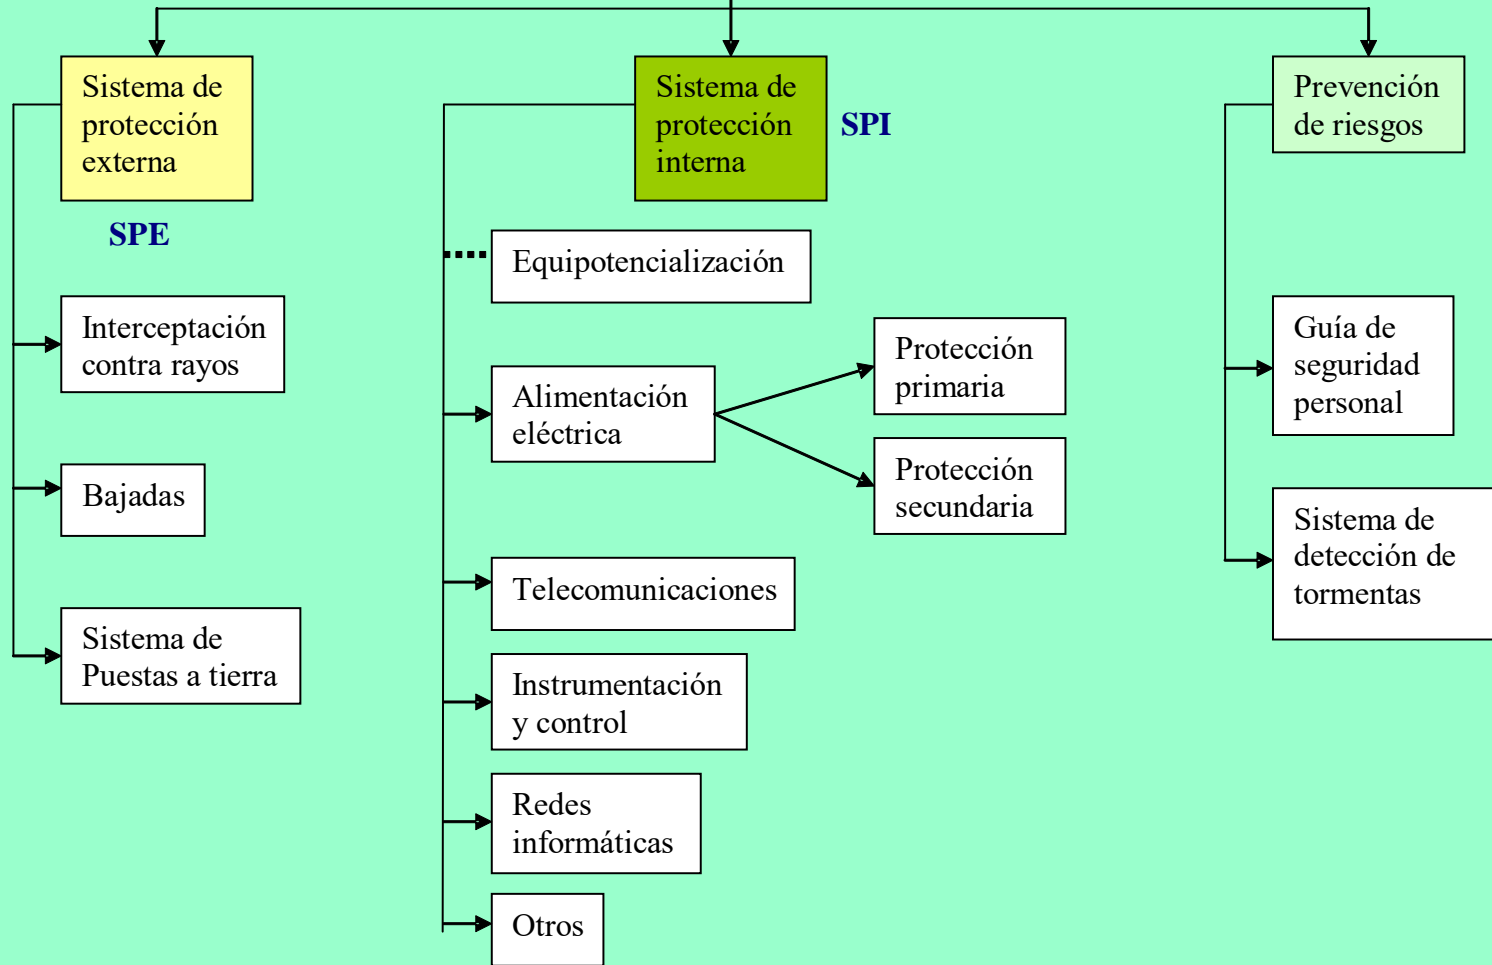 Sistema de
protección
externa
SPE
Interceptación
contra rayos
Bajadas
Sistema de
Puestas a tierra
Sistema de
protección
interna
SPI
Equipotencialización
Alimentación
eléctrica
Protección
primaria
Protección
secundaria
Telecomunicaciones
Instrumentación
y control
Redes
informáticas
Otros
Prevención
de riesgos
Guía de
seguridad
personal
Sistema de
detección de
tormentas